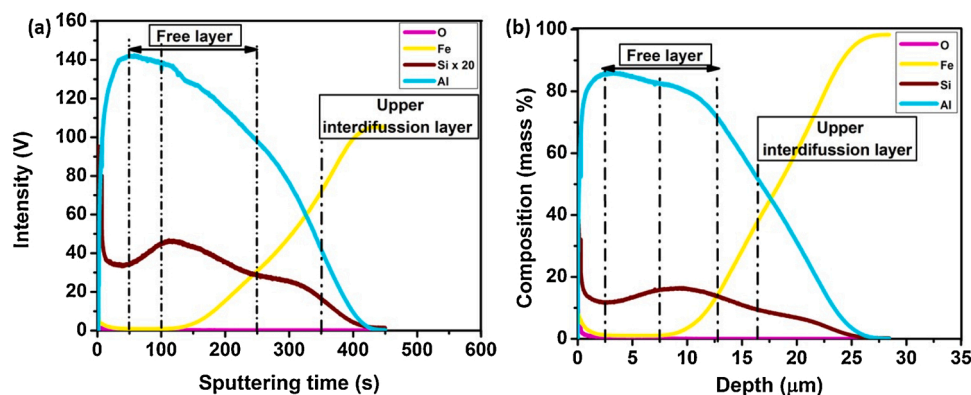 (a)
160
140
120
100
80
60
40
20
0
Intensity (V)
0 100 200 300 400 500 600
Sputtering time (s)
Free layer
O
Fe
Si x 20
Al
Upper
interdifussion layer
(b)
100
80
60
40
20
0
Composition (mass %)
0 5 10 15 20 25 30 35
Depth (μm)
Free layer
O
Fe
Si
Al
Upper
interdifussion layer